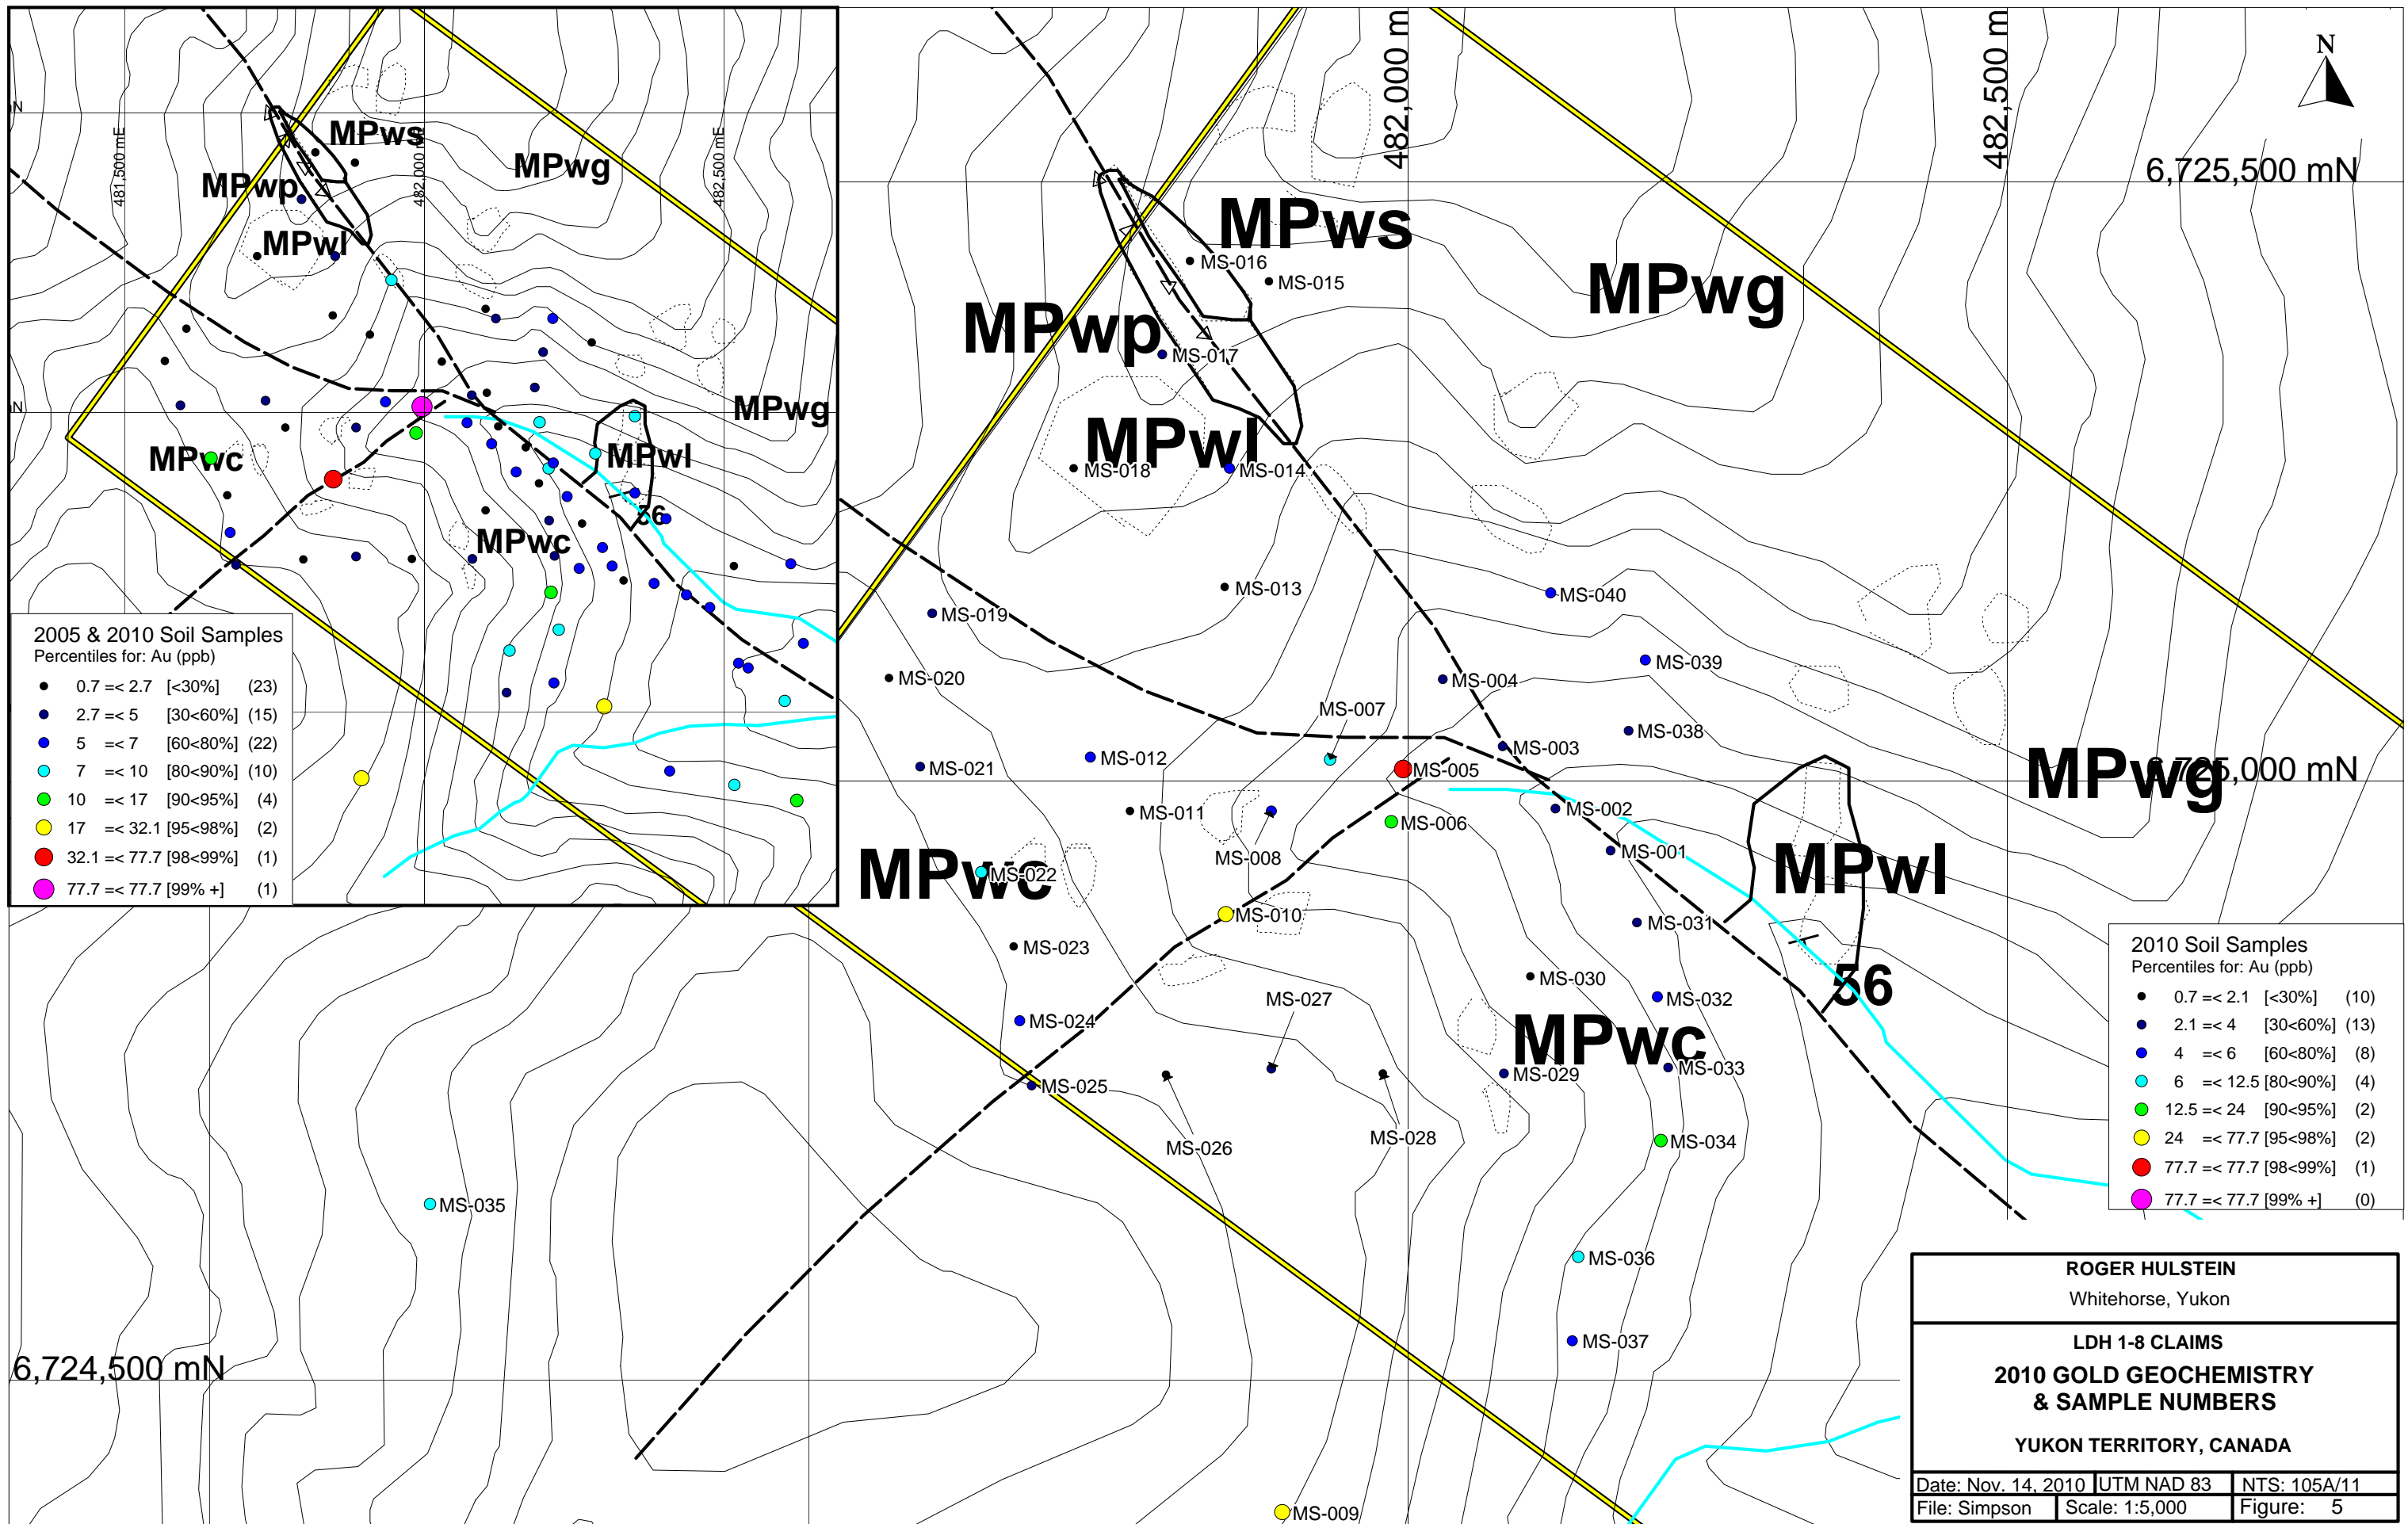 mN
481,500 mE
482,000 m
482,500 mE
MPws
MPwg
MPwp
MPwl
mN
MPwg
MPwc
MPwl
56
MPwc
2005 & 2010 Soil Samples
Percentiles for: Au (ppb)
0.7 =< 2.7 [<30%] (23)
2.7 =< 5 [30<60%] (15)
5 =< 7 [60<80%] (22)
7 =< 10 [80<90%] (10)
10 =< 17 [90<95%] (4)
17 =< 32.1 [95<98%] (2)
32.1 =< 77.7 [98<99%] (1)
77.7 =< 77.7 [99% +] (1)
482,000 m
482,500 m
N
6,725,500 mN
MPws
MS-016
MS-015
MPwg
MPwp
MS-017
MPwl
MS-018
MS-014
MS-013
MS-019
MS-040
MS-020
MS-039
MS-004
MS-007
MS-038
MS-003
MS-012
MS-021
MS-005
6,725,000 mN
MPwg
MS-011
MS-002
MS-006
MS-008
MS-001
MPwc
MS-022
MPwl
MS-010
MS-031
MS-023
MS-030
56
MS-027
MS-032
MS-024
MPwc
MS-025
MS-029
MS-033
MS-026
MS-028
MS-034
MS-035
MS-036
MS-037
6,724,500 mN
MS-009
2010 Soil Samples
Percentiles for: Au (ppb)
0.7 =< 2.1 [<30%] (10)
2.1 =< 4 [30<60%] (13)
4 =< 6 [60<80%] (8)
6 =< 12.5 [80<90%] (4)
12.5 =< 24 [90<95%] (2)
24 =< 77.7 [95<98%] (2)
77.7 =< 77.7 [98<99%] (1)
77.7 =< 77.7 [99% +] (0)
ROGER HULSTEIN
Whitehorse, Yukon
LDH 1-8 CLAIMS
2010 GOLD GEOCHEMISTRY
& SAMPLE NUMBERS
YUKON TERRITORY, CANADA
Date: Nov. 14, 2010 UTM NAD 83 NTS: 105A/11
File: Simpson Scale: 1:5,000 Figure: 5